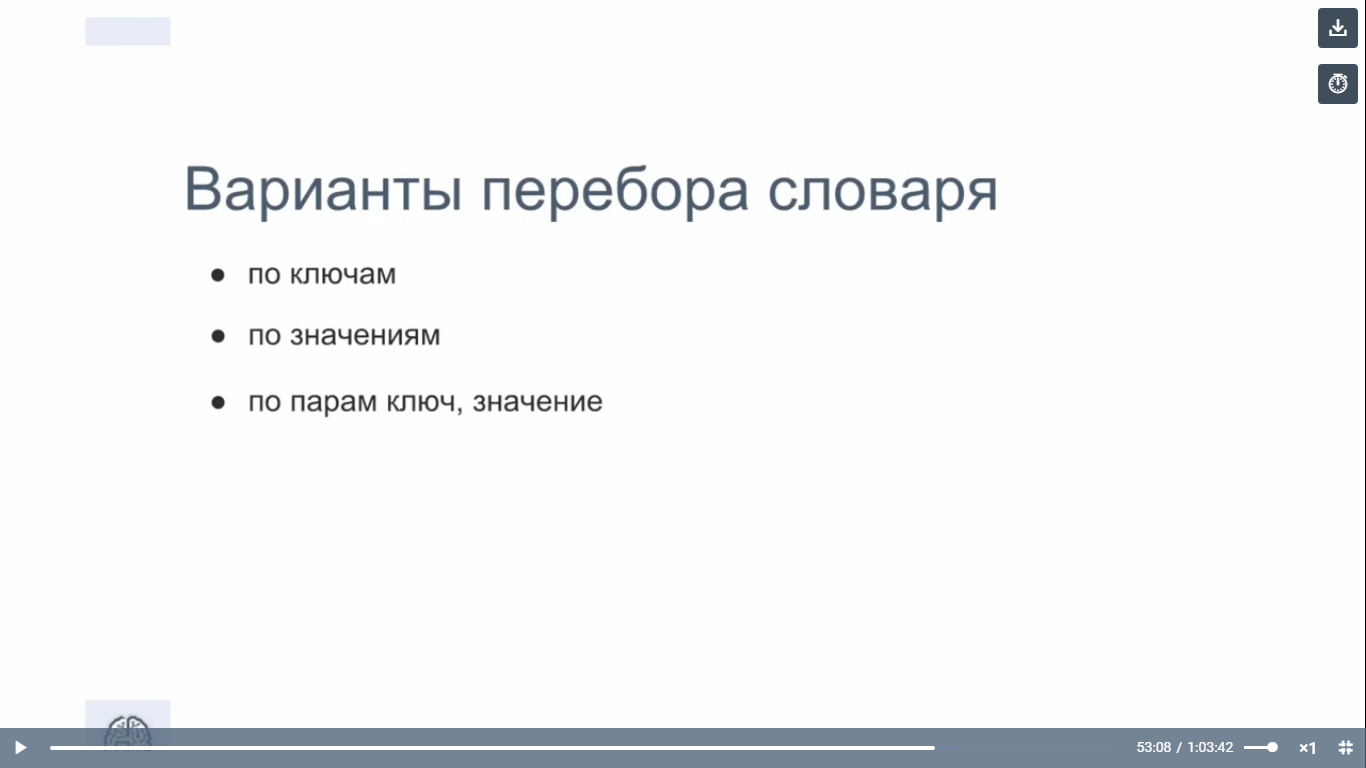 Варианты перебора словаря
● по ключам
● по значениям
● по парам ключ, значение
53:08 / 1:03:42 ×1